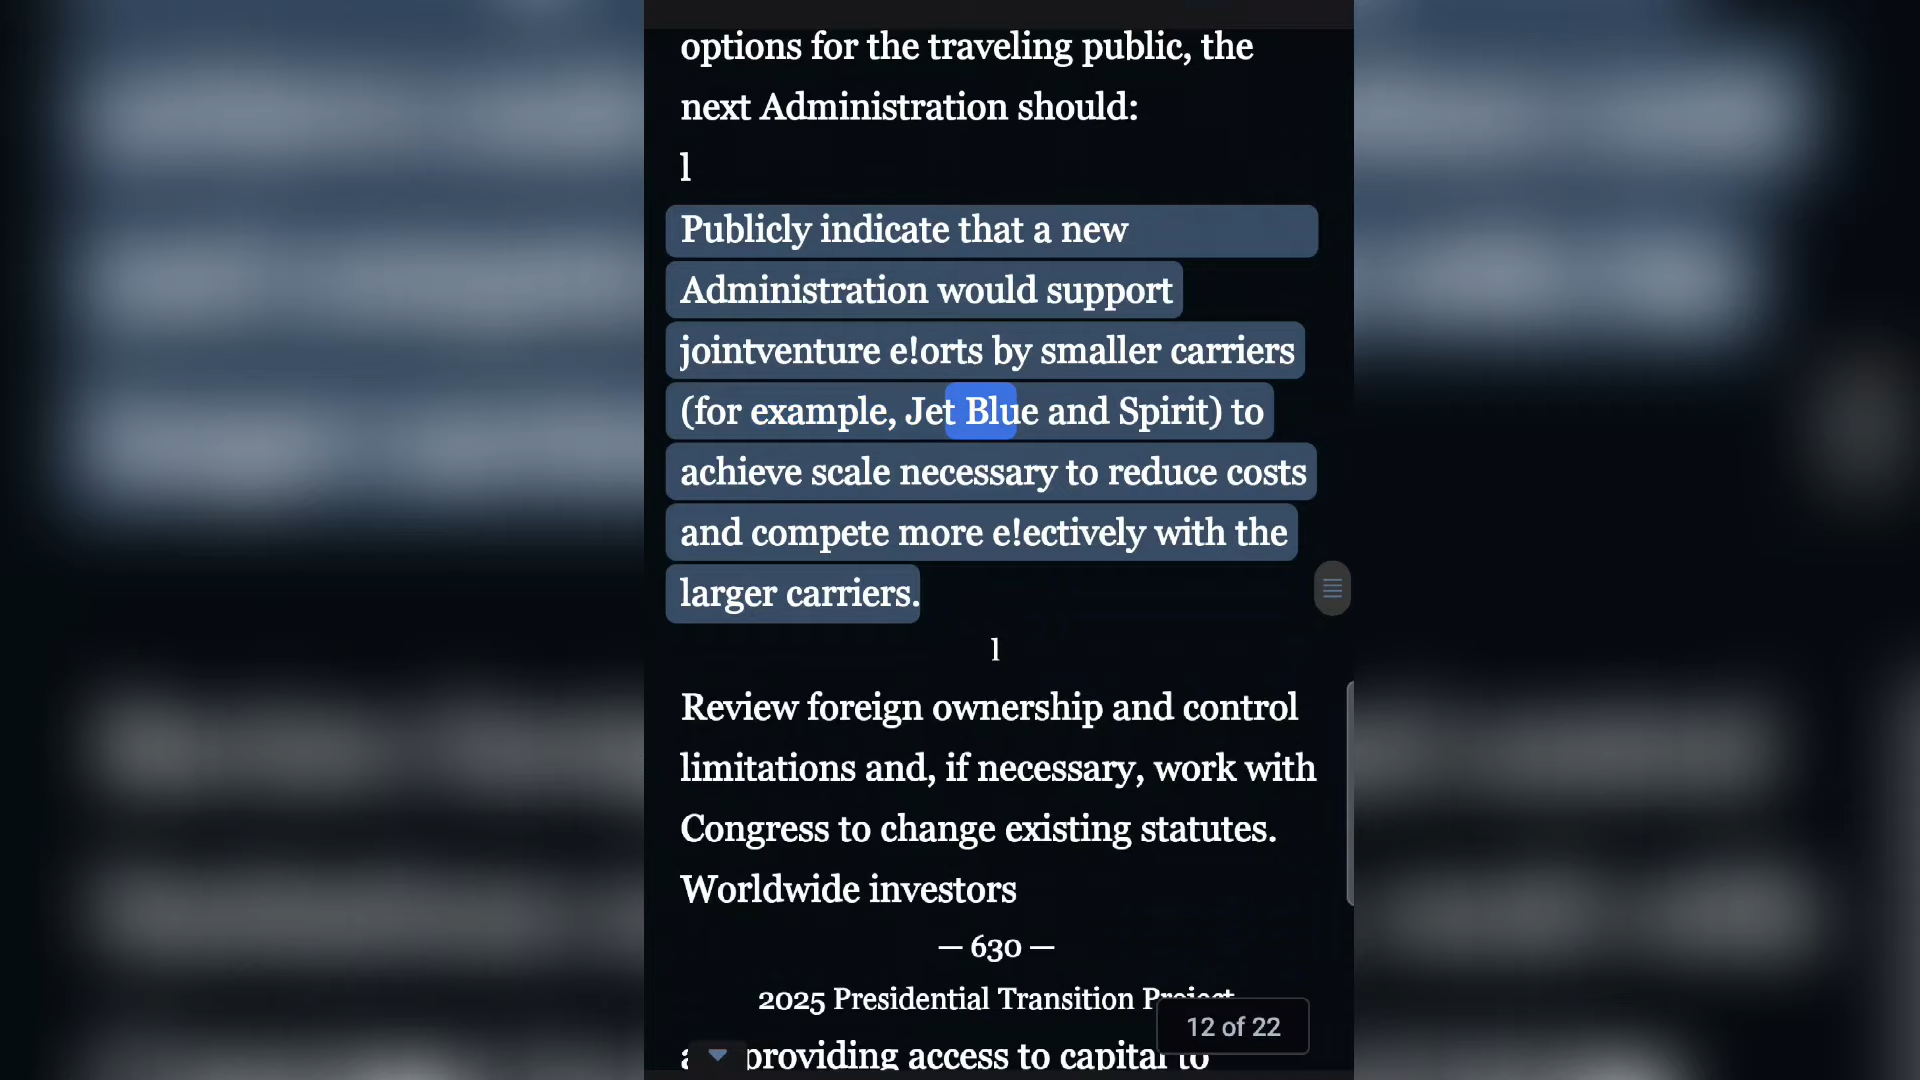 options for the traveling public, the
next Administration should:
l
Publicly indicate that a new
Administration would support
jointventure e!orts by smaller carriers
(for example, Jet Blue and Spirit) to
achieve scale necessary to reduce costs
and compete more e!ectively with the
larger carriers.
l
Review foreign ownership and control
limitations and, if necessary, work with
Congress to change existing statutes.
Worldwide investors
— 630 —
2025 Presidential Transition Project
12 of 22
providing access to capital to